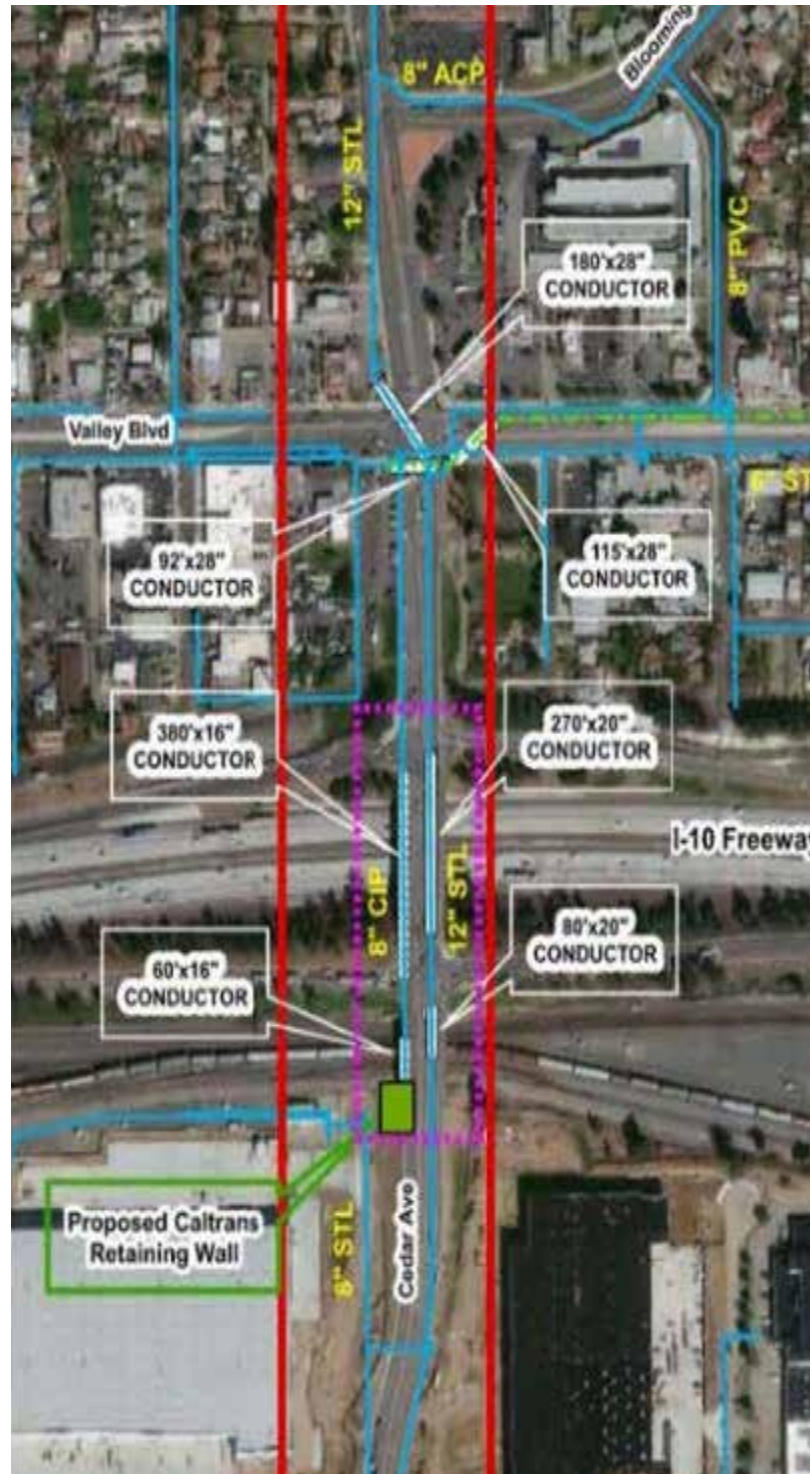 8" ACP
Blooming
12" STL
8" PVC
180'x28"
CONDUCTOR
Valley Blvd
6" ST
92'x28"
CONDUCTOR
115'x28"
CONDUCTOR
380'x16"
CONDUCTOR
270'x20"
CONDUCTOR
I-10 Freeway
8" CIP
12" STL
60'x16"
CONDUCTOR
80'x20"
CONDUCTOR
Proposed Caltrans
Retaining Wall
8" STL
Cedar Ave